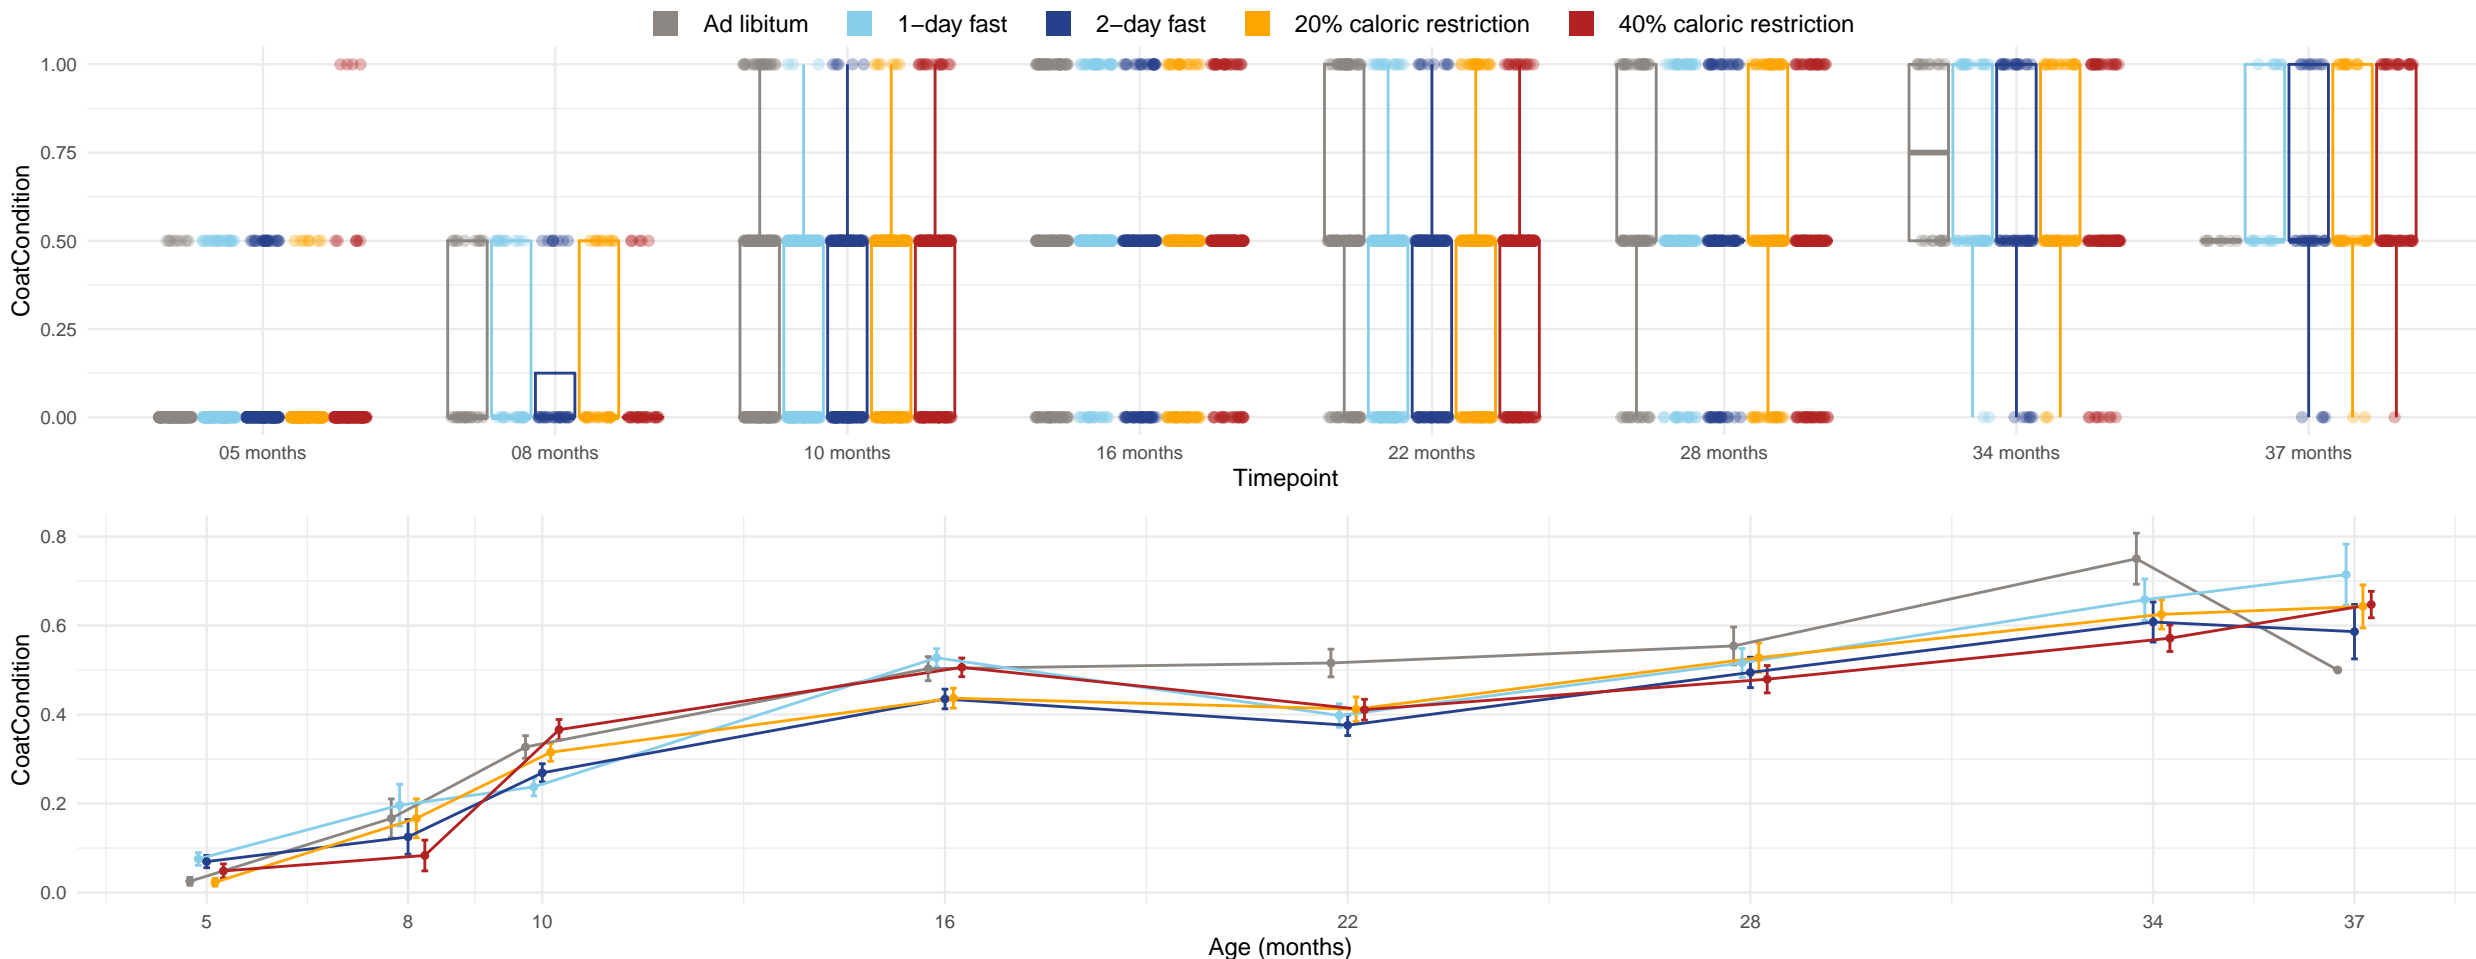 Ad libitum 1−day fast 2−day fast 20% caloric restriction 40% caloric restriction
CoatCondition
1.00
0.75
0.50
0.25
0.00
05 months 08 months 10 months 16 months 22 months 28 months 34 months 37 months
Timepoint
CoatCondition
0.8
0.6
0.4
0.2
0.0
5 8 10 16 22 28 34 37
Age (months)